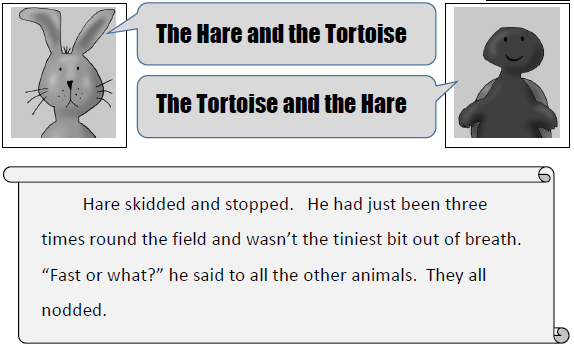 The Hare and the Tortoise
The Tortoise and the Hare
Hare skidded and stopped. He had just been three
times round the field and wasn’t the tiniest bit out of breath.
“Fast or what?” he said to all the other animals. They all
nodded.